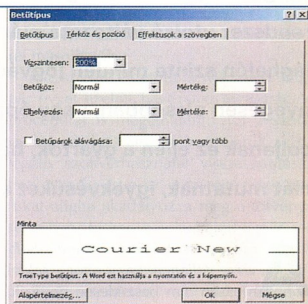 Betűtípus
Betűtípus Térköz és pozíció Effektusok a szövegben
Vízszintesen: 200%
Betűköz: Normál Mértéke:
Elhelyezés: Normál Mértéke:
Betűpárok alávágása: pont vagy több
Minta
Courier New
TrueType betűtípus. A Word ezt használja a nyomtatón és a képernyőn.
Alapértelmezés... OK Mégse